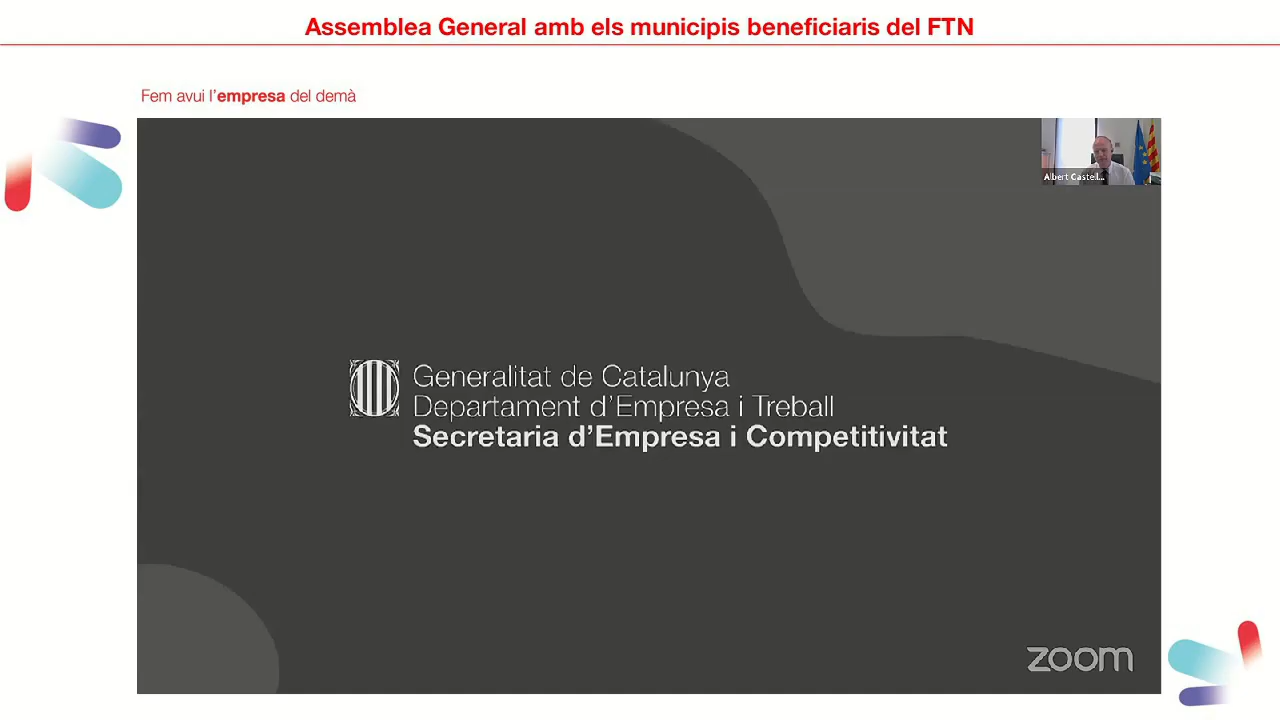 Assemblea General amb els municipis beneficiaris del FTN
Fem avui l'empresa del demà
Albert Castell...
Generalitat de Catalunya
Departament d'Empresa i Treball
Secretaria d'Empresa i Competitivitat
zoom